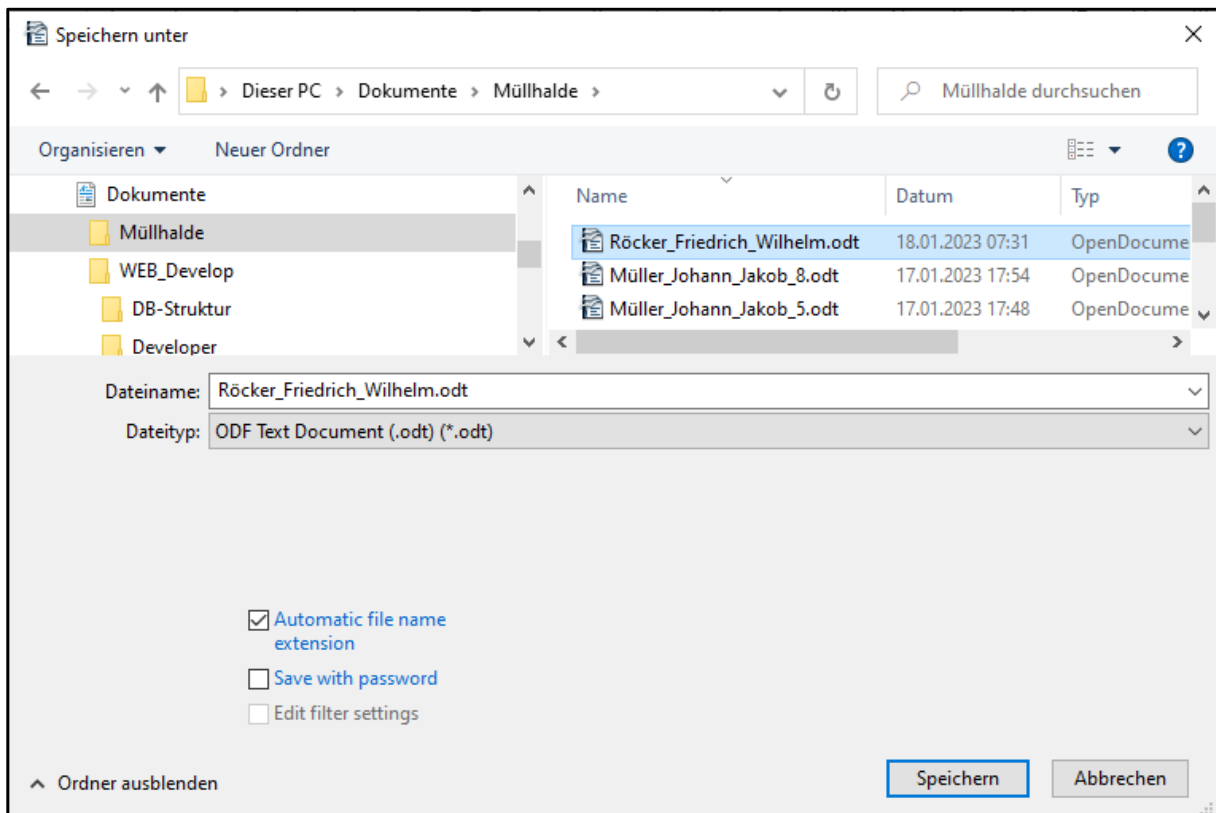 Speichern unter
Dieser PC > Dokumente > Müllhalde >
Müllhalde durchsuchen
Organisieren
Neuer Ordner
?
Dokumente
Müllhalde
WEB_Develop
DB-Struktur
Developer
Name Datum Typ
Röcker_Friedrich_Wilhelm.odt 18.01.2023 07:31 OpenDocume
Müller_Johann_Jakob_8.odt 17.01.2023 17:54 OpenDocume
Müller_Johann_Jakob_5.odt 17.01.2023 17:48 OpenDocume
Dateiname: Röcker_Friedrich_Wilhelm.odt
Dateityp: ODF Text Document (.odt) (*.odt)
Automatic file name
extension
Save with password
Edit filter settings
Ordner ausblenden
Speichern
Abbrechen